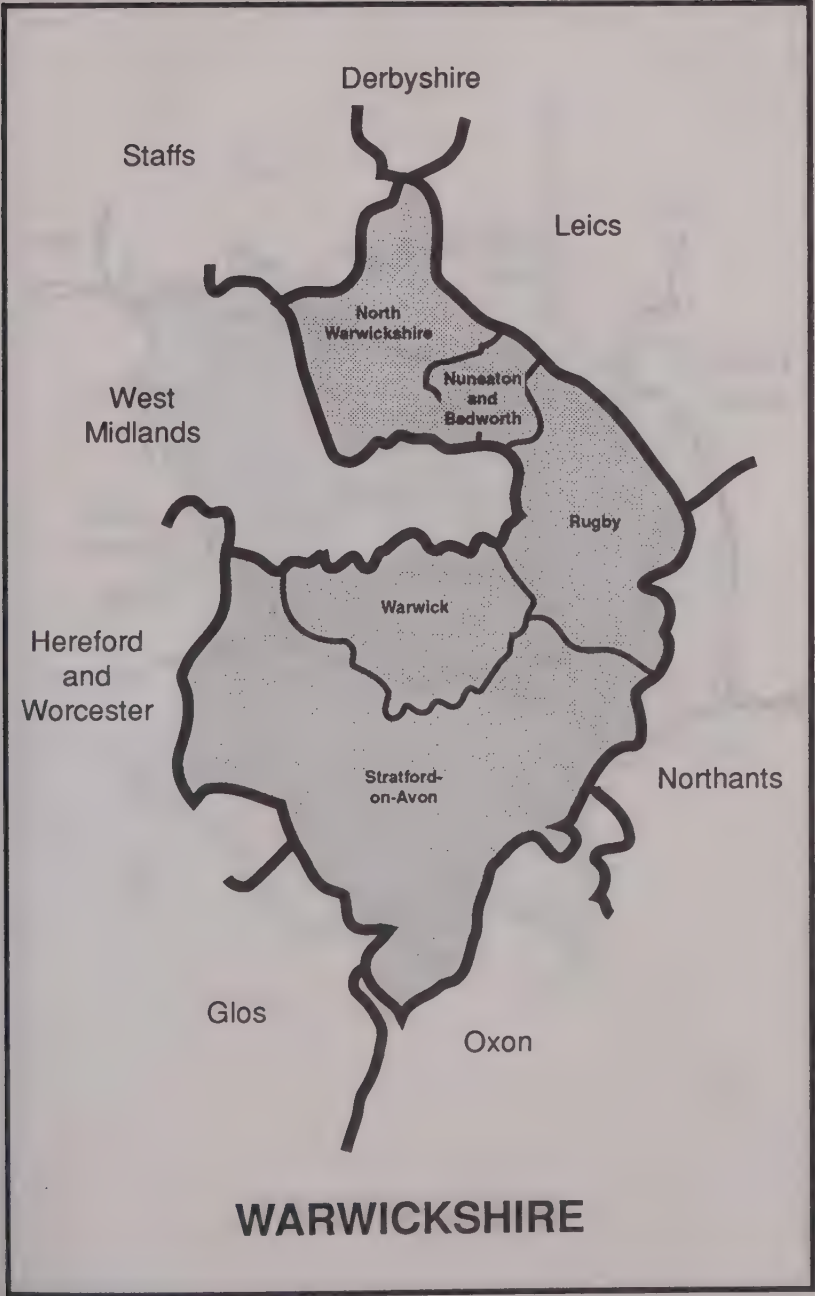 Derbyshire
Staffs
Leics
North
Warwickshire
Nuneaton
and
Bedworth
West
Midlands
Rugby
Warwick
Hereford
and
Worcester
Stratford-
on-Avon
Northants
Glos
Oxon
WARWICKSHIRE